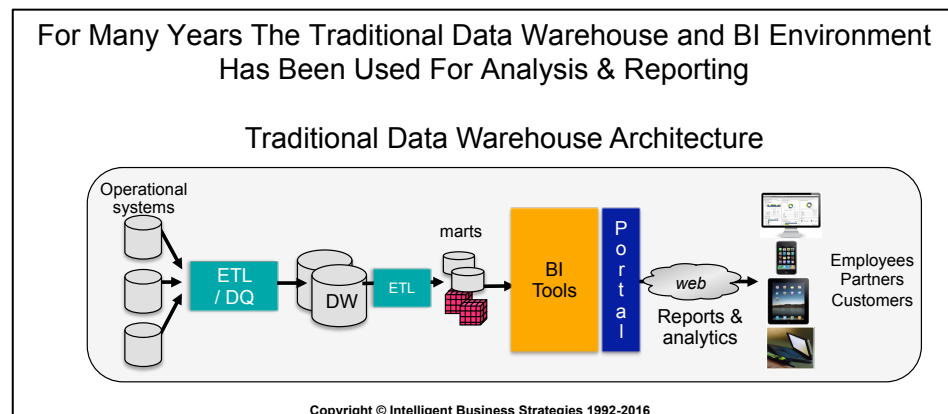 For Many Years The Traditional Data Warehouse and BI Environment
Has Been Used For Analysis & Reporting
Traditional Data Warehouse Architecture
Operational
systems
ETL
/ DQ
DW
ETL
marts
BI
Tools
P
o
r
t
a
l
web
Reports &
analytics
Employees
Partners
Customers
Copyright © Intelligent Business Strategies 1992-2016